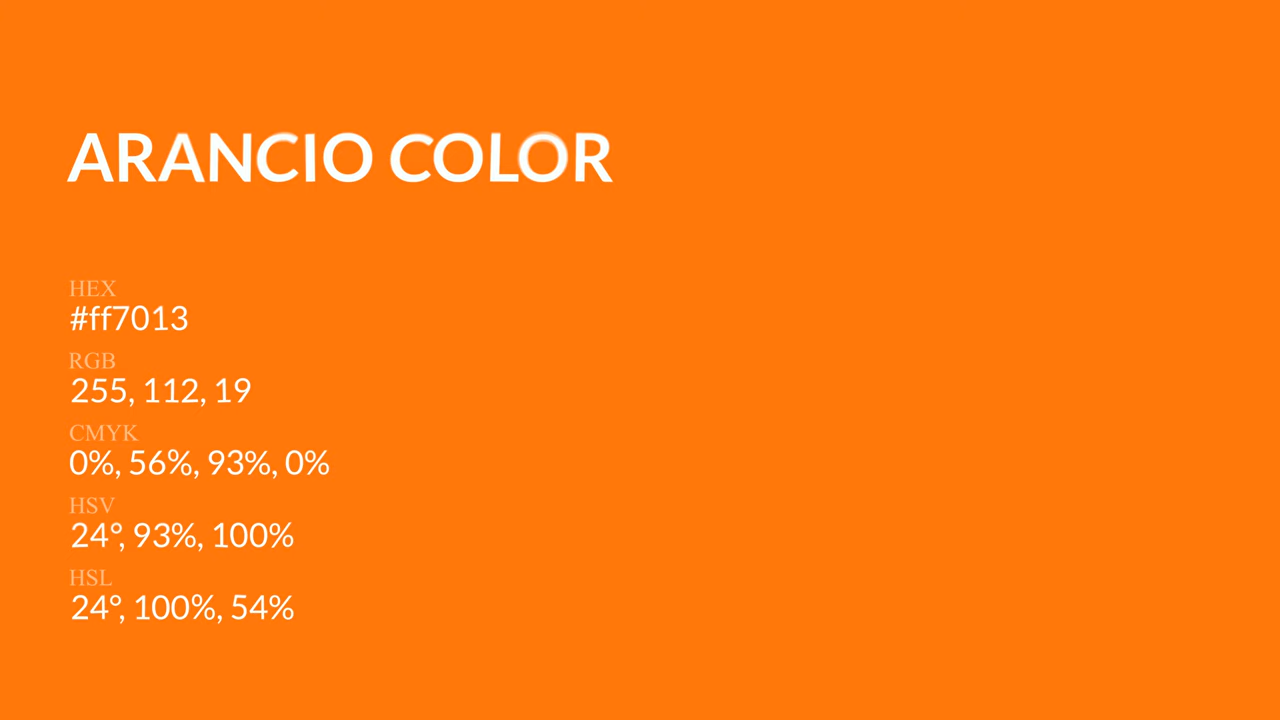 ARANCIO COLOR
HEX
#ff7013
RGB
255, 112, 19
CMYK
0%, 56%, 93%, 0%
HSV
24°, 93%, 100%
HSL
24°, 100%, 54%